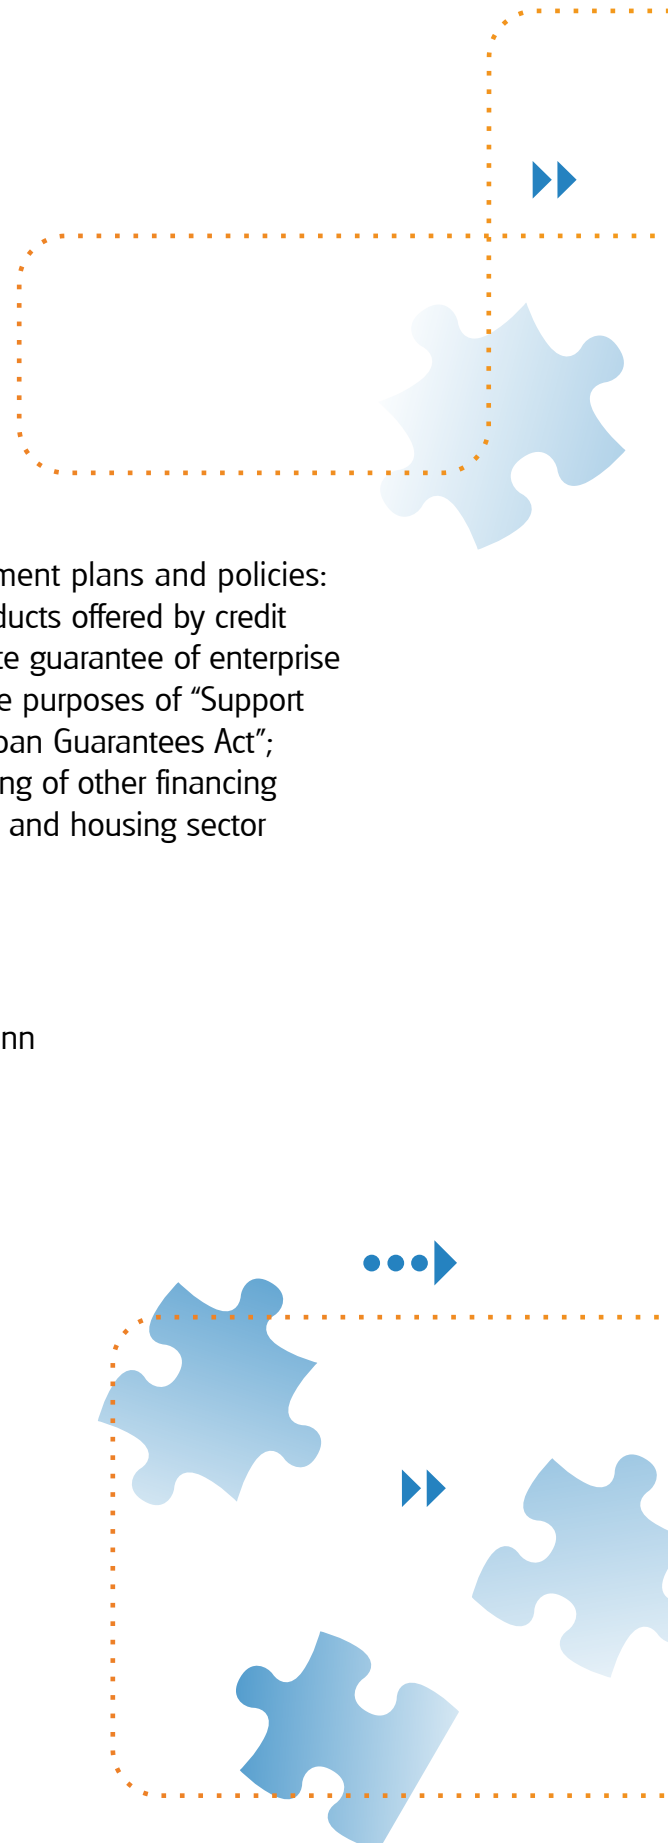 ment plans and policies:
ducts offered by credit
te guarantee of enterprise
e purposes of “Support
oan Guarantees Act”;
ng of other financing
and housing sector
nn